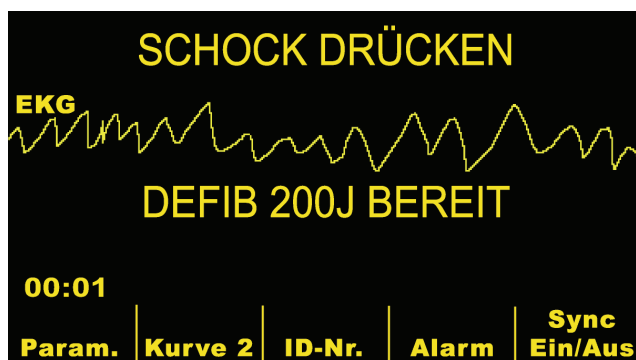 SCHOCK DRÜCKEN
EKG
DEFIB 200J BEREIT
00:01
Param. Kurve 2 ID-Nr. Alarm Sync Ein/Aus